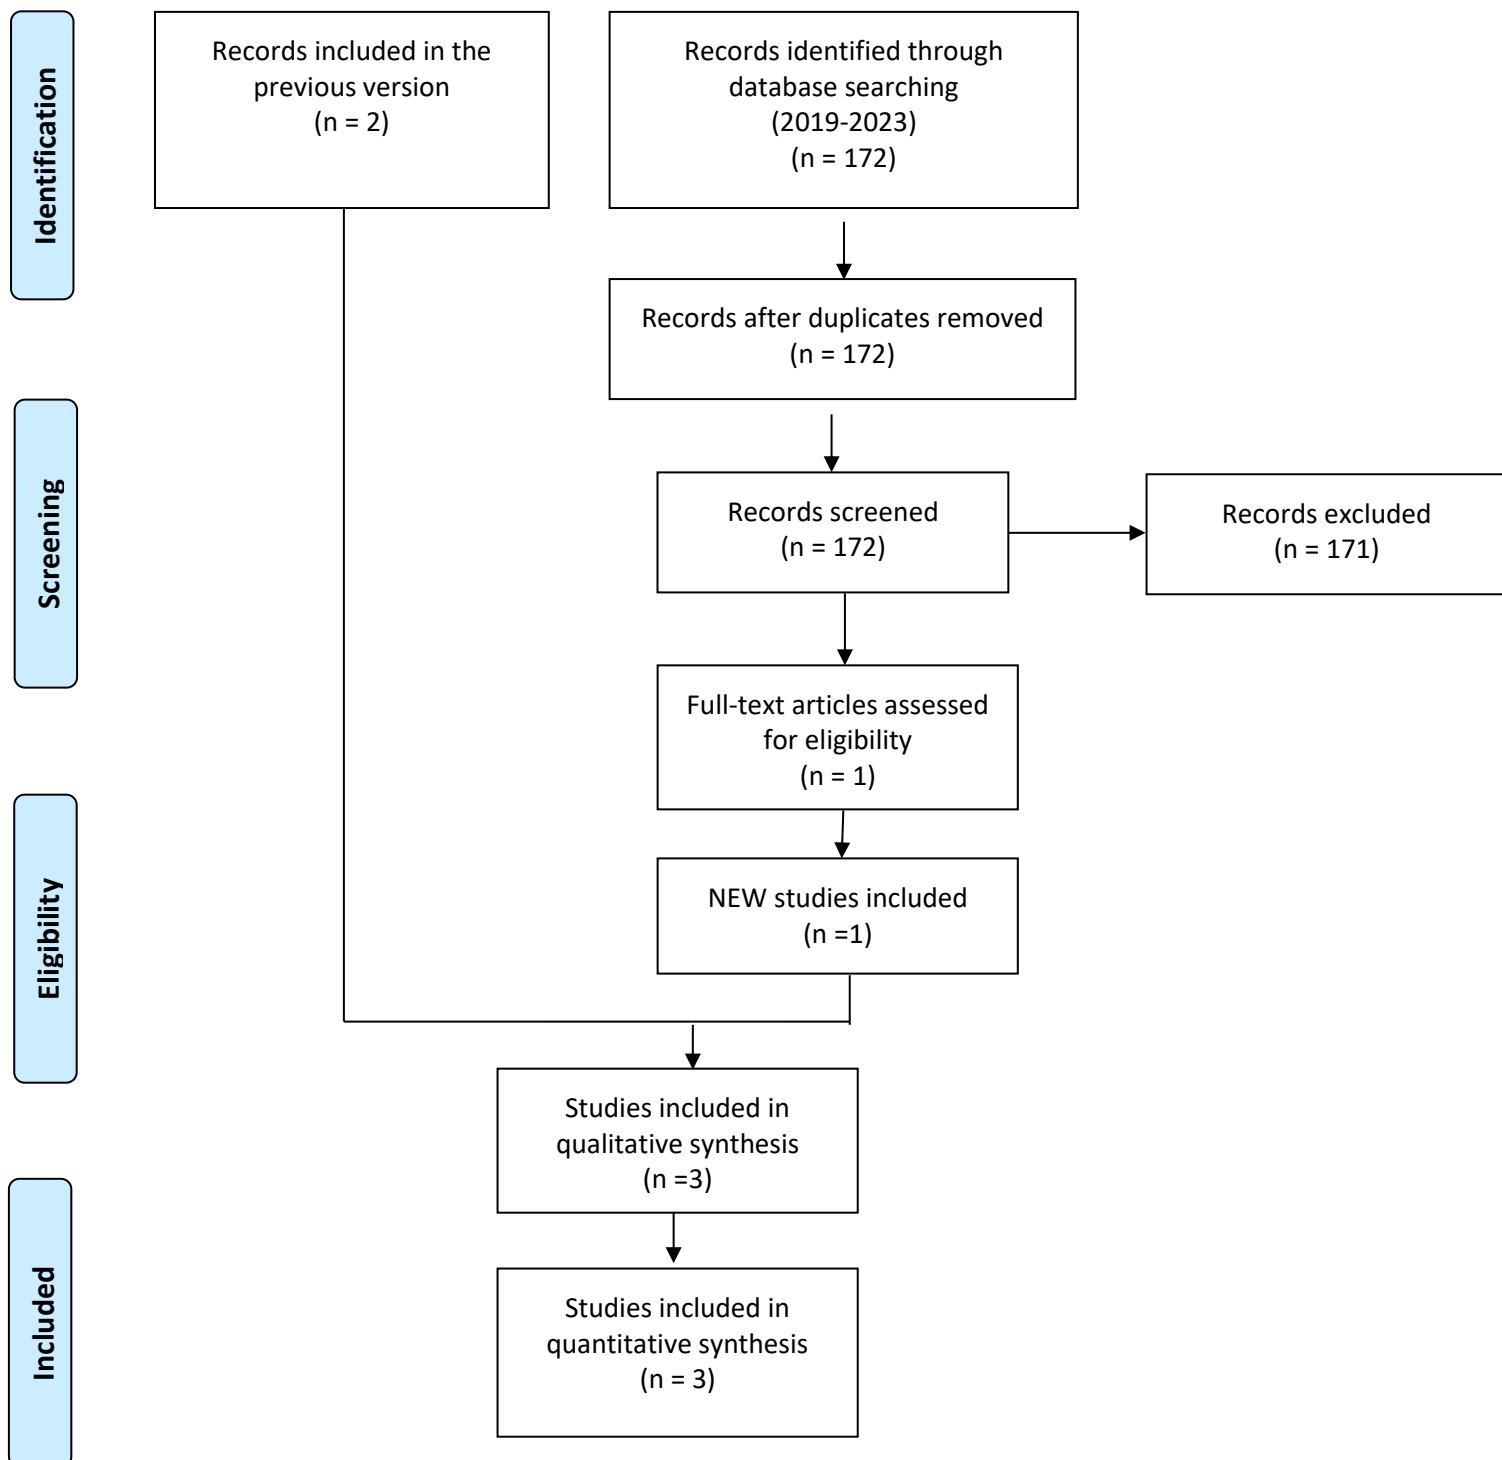 Identification
Records included in the
previous version
(n = 2)
Records identified through
database searching
(2019-2023)
(n = 172)
Records after duplicates removed
(n = 172)
Screening
Records screened
(n = 172)
Records excluded
(n = 171)
Full-text articles assessed
for eligibility
(n = 1)
Eligibility
NEW studies included
(n =1)
Studies included in
qualitative synthesis
(n =3)
Included
Studies included in
quantitative synthesis
(n = 3)